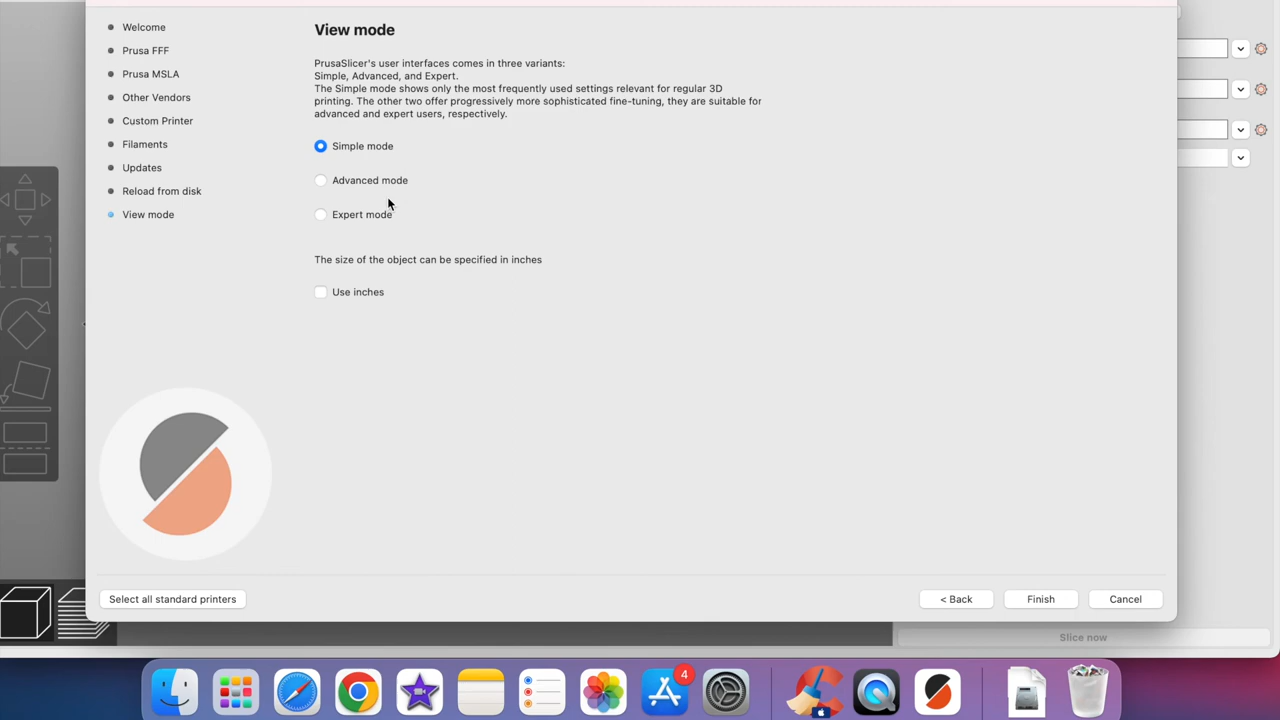 Welcome
Prusa FFF
Prusa MSLA
Other Vendors
Custom Printer
Filaments
Updates
Reload from disk
View mode
View mode
PrusaSlicer's user interfaces comes in three variants:
Simple, Advanced, and Expert.
The Simple mode shows only the most frequently used settings relevant for regular 3D
printing. The other two offer progressively more sophisticated fine-tuning, they are suitable for
advanced and expert users, respectively.
Simple mode
Advanced mode
Expert mode
The size of the object can be specified in inches
Use inches
Select all standard printers
< Back
Finish
Cancel
Slice now
4